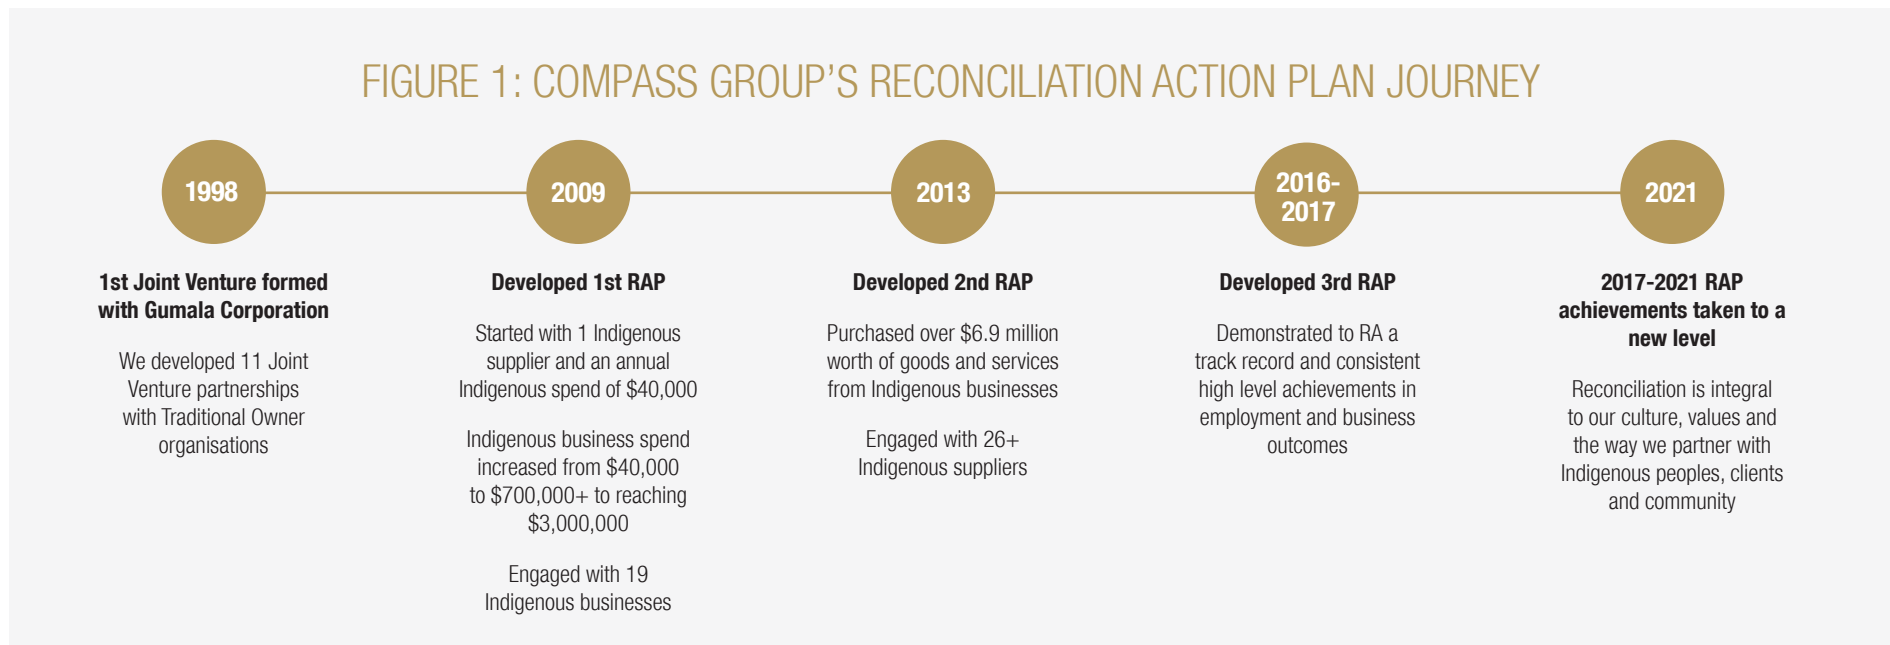 FIGURE 1: COMPASS GROUP’S RECONCILIATION ACTION PLAN JOURNEY
1998
1st Joint Venture formed
with Gumala Corporation
We developed 11 Joint
Venture partnerships
with Traditional Owner
organisations
2009
Developed 1st RAP
Started with 1 Indigenous
supplier and an annual
Indigenous spend of $40,000
Indigenous business spend
increased from $40,000
to $700,000+ to reaching
$3,000,000
Engaged with 19
Indigenous businesses
2013
Developed 2nd RAP
Purchased over $6.9 million
worth of goods and services
from Indigenous businesses
Engaged with 26+
Indigenous suppliers
2016-
2017
Developed 3rd RAP
Demonstrated to RA a
track record and consistent
high level achievements in
employment and business
outcomes
2021
2017-2021 RAP
achievements taken to a
new level
Reconciliation is integral
to our culture, values and
the way we partner with
Indigenous peoples, clients
and community